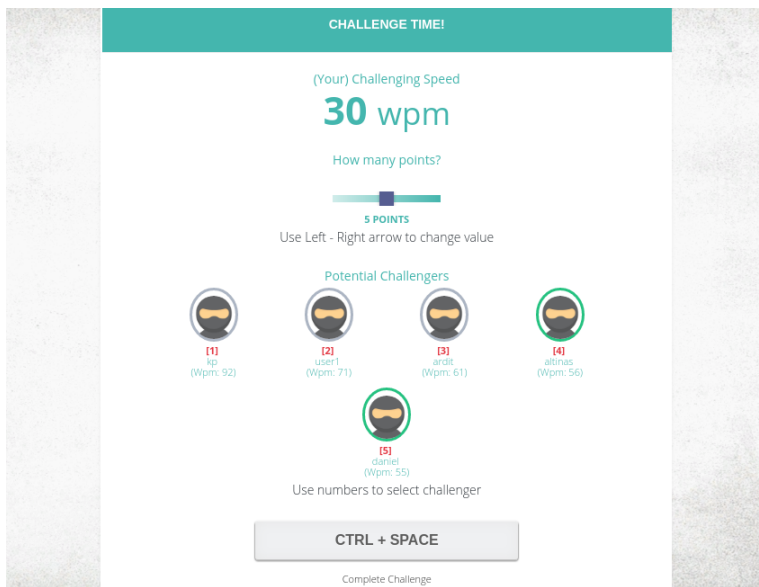 CHALLENGE TIME!
(Your) Challenging Speed
30 wpm
How many points?
5 POINTS
Use Left - Right arrow to change value
Potential Challengers
[1] [2] [3] [4]
kp user1 ardit altinas
(Wpm: 92) (Wpm: 71) (Wpm: 61) (Wpm: 56)
[5]
daniel
(Wpm: 55)
Use numbers to select challenger
CTRL + SPACE
Complete Challenge